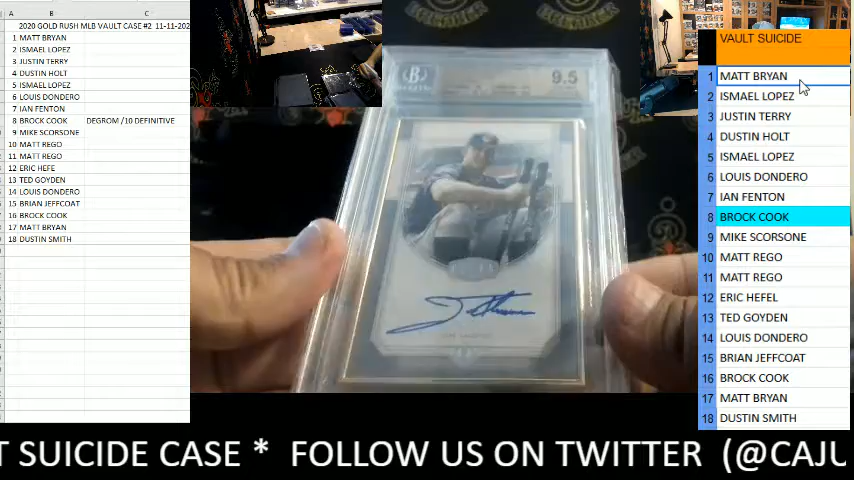 A B C
2020 GOLD RUSH MLB VAULT CASE #2 11-11-202
1 MATT BRYAN
2 ISMAEL LOPEZ
3 JUSTIN TERRY
4 DUSTIN HOLT
5 ISMAEL LOPEZ
6 LOUIS DONDERO
7 IAN FENTON
8 BROCK COOK DEGROM /10 DEFINITIVE
9 MIKE SCORSONE
10 MATT REGO
11 MATT REGO
12 ERIC HEFE
13 TED GOYDEN
14 LOUIS DONDERO
15 BRIAN JEFFCOAT
16 BROCK COOK
17 MATT BRYAN
18 DUSTIN SMITH
9.5
VAULT SUICIDE
1 MATT BRYAN
2 ISMAEL LOPEZ
3 JUSTIN TERRY
4 DUSTIN HOLT
5 ISMAEL LOPEZ
6 LOUIS DONDERO
7 IAN FENTON
8 BROCK COOK
9 MIKE SCORSONE
10 MATT REGO
11 MATT REGO
12 ERIC HEFEL
13 TED GOYDEN
14 LOUIS DONDERO
15 BRIAN JEFFCOAT
16 BROCK COOK
17 MATT BRYAN
18 DUSTIN SMITH
T SUICIDE CASE * FOLLOW US ON TWITTER (@CAJU